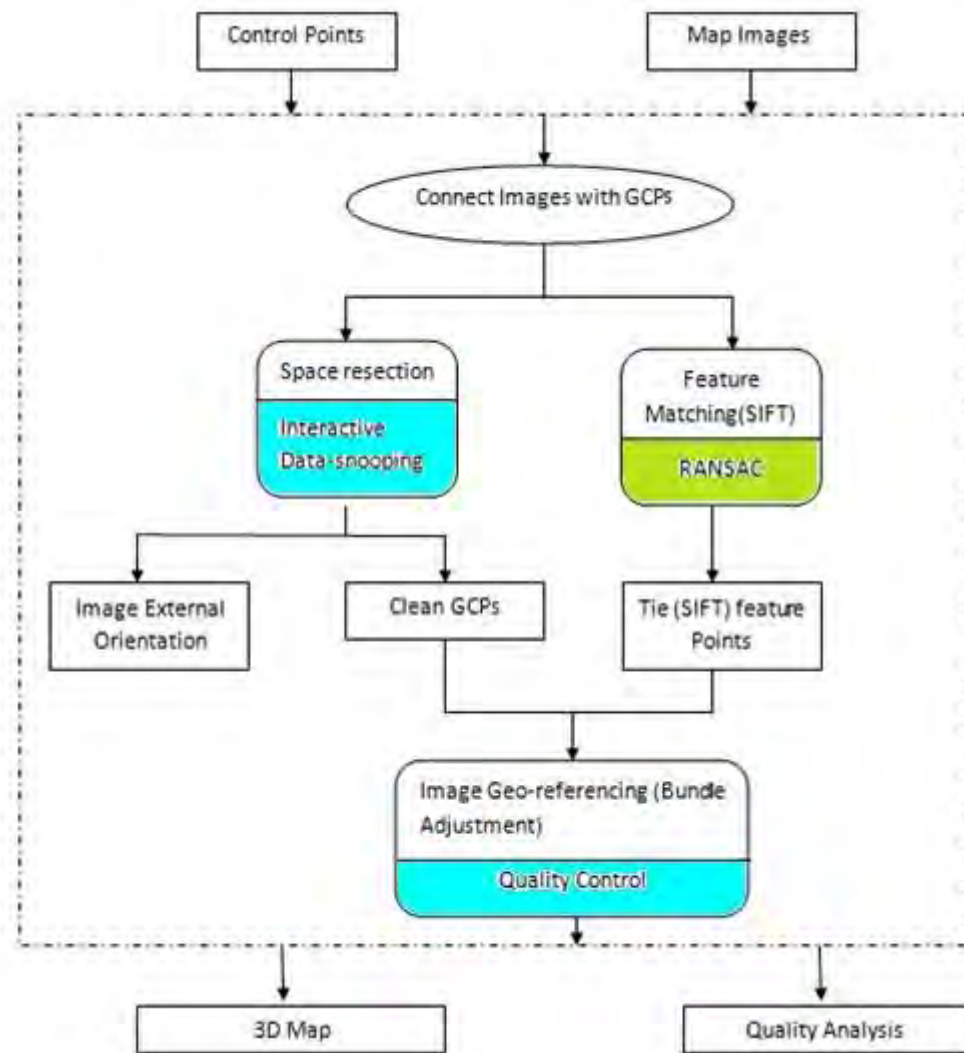 Control Points
Map Images
Connect Images with GCPs
Space resection
Interactive
Data-snooping
Feature
Matching(SIFT)
RANSAC
Image External
Orientation
Clean GCPs
Tie (SIFT) feature
Points
Image Geo-referencing (Bundle
Adjustment)
Quality Control
3D Map
Quality Analysis